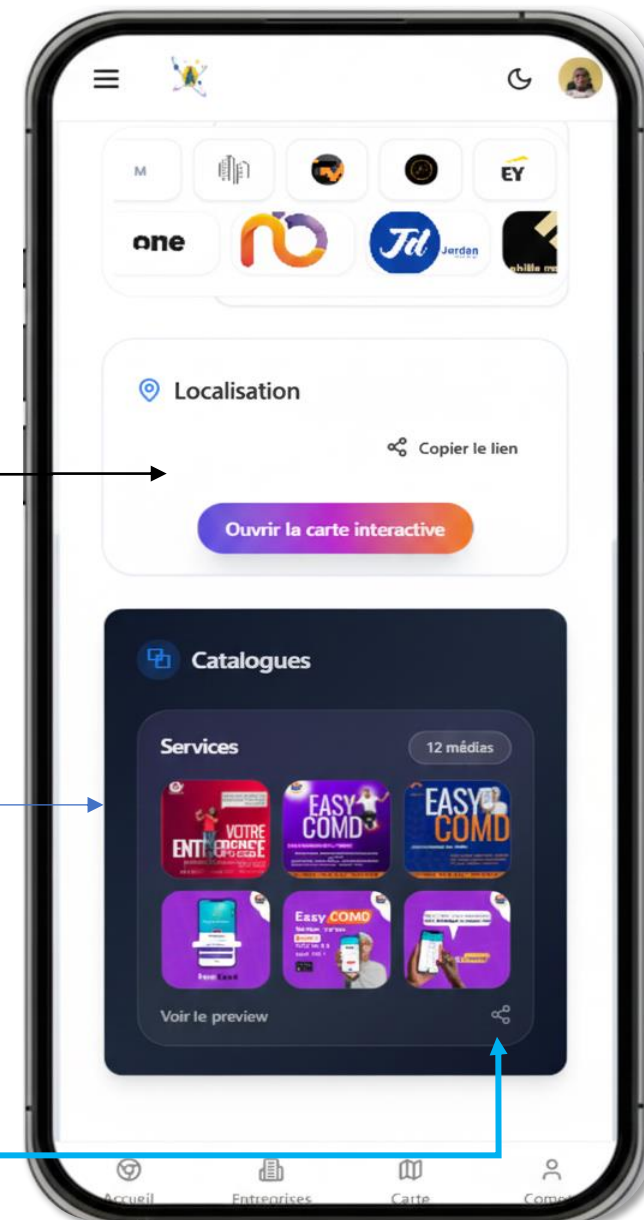 M
EY
one
Jd Jordan
Localisation
Copier le lien
Ouvrir la carte interactive
Catalogues
Services
12 médias
VOTRE
EASY
COMD
EASY
COMD
Easy COMD
Voir le preview
Accueil
Entreprises
Carte